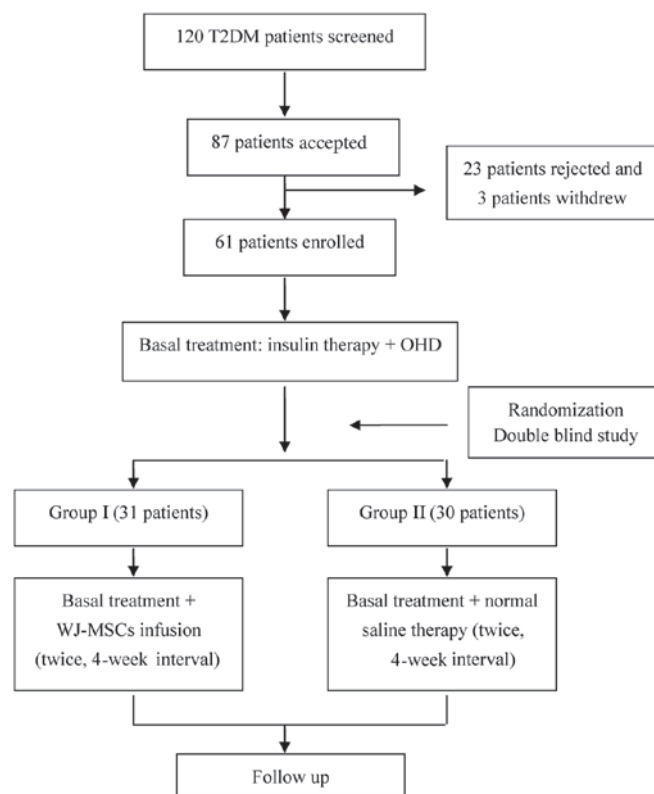 120 T2DM patients screened
87 patients accepted
23 patients rejected and
3 patients withdrew
61 patients enrolled
Basal treatment: insulin therapy + OHD
Randomization
Double blind study
Group I (31 patients)
Group II (30 patients)
Basal treatment +
WJ-MSCs infusion
(twice, 4-week interval)
Basal treatment + normal
saline therapy (twice,
4-week interval)
Follow up